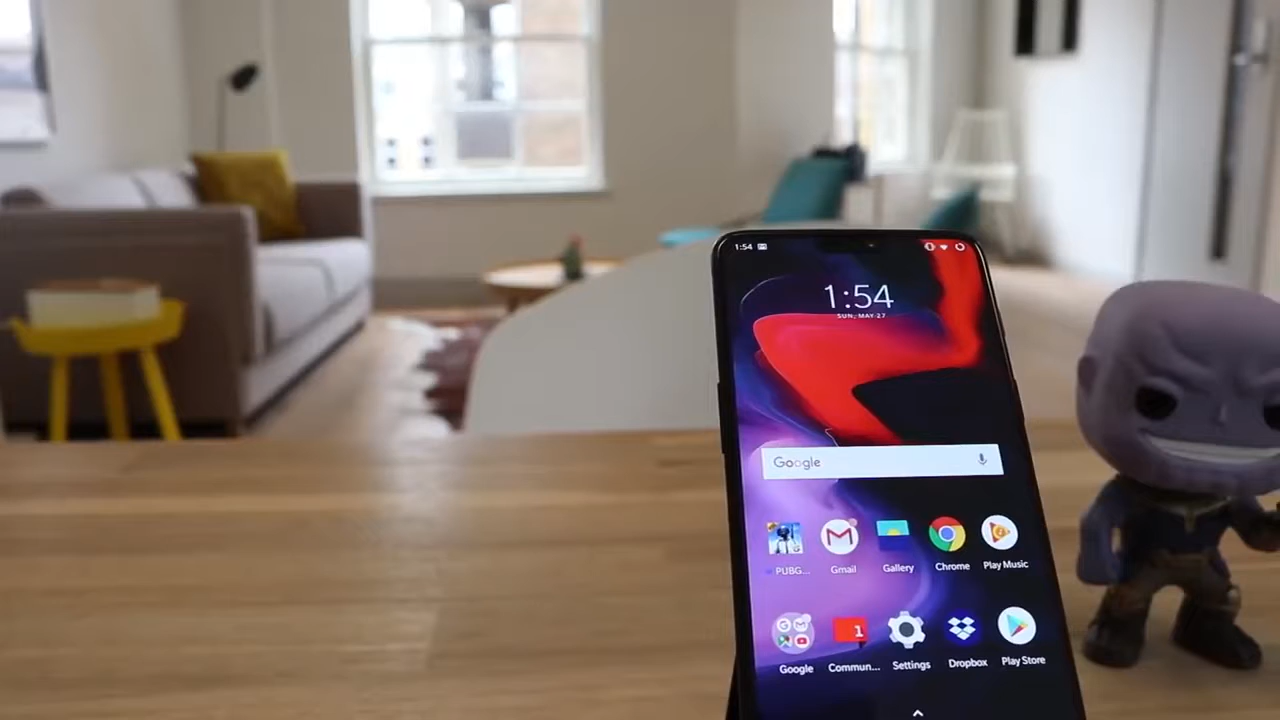 1:54
1:54
SUN, MAY 27
Google
PUBG...
Gmail
Gallery
Chrome
Play Music
1
Google
Commun...
Settings
Dropbox
Play Store